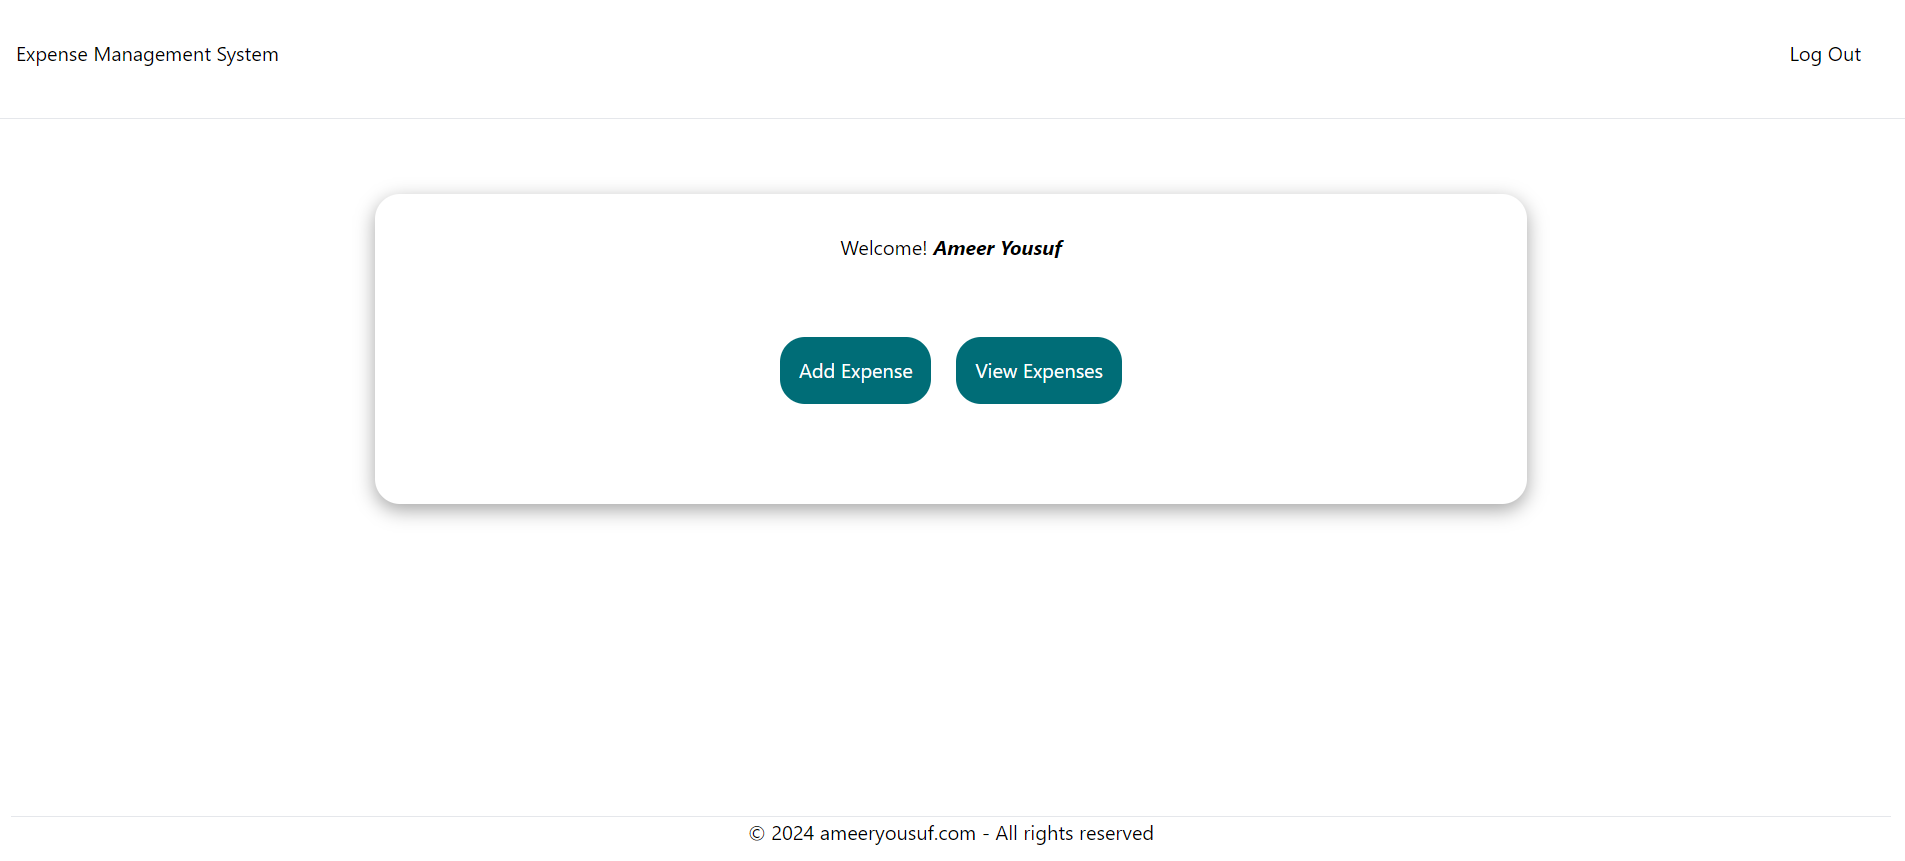 Expense Management System
Log Out
Welcome! Ameer Yousuf
Add Expense
View Expenses
© 2024 ameeryousuf.com - All rights reserved